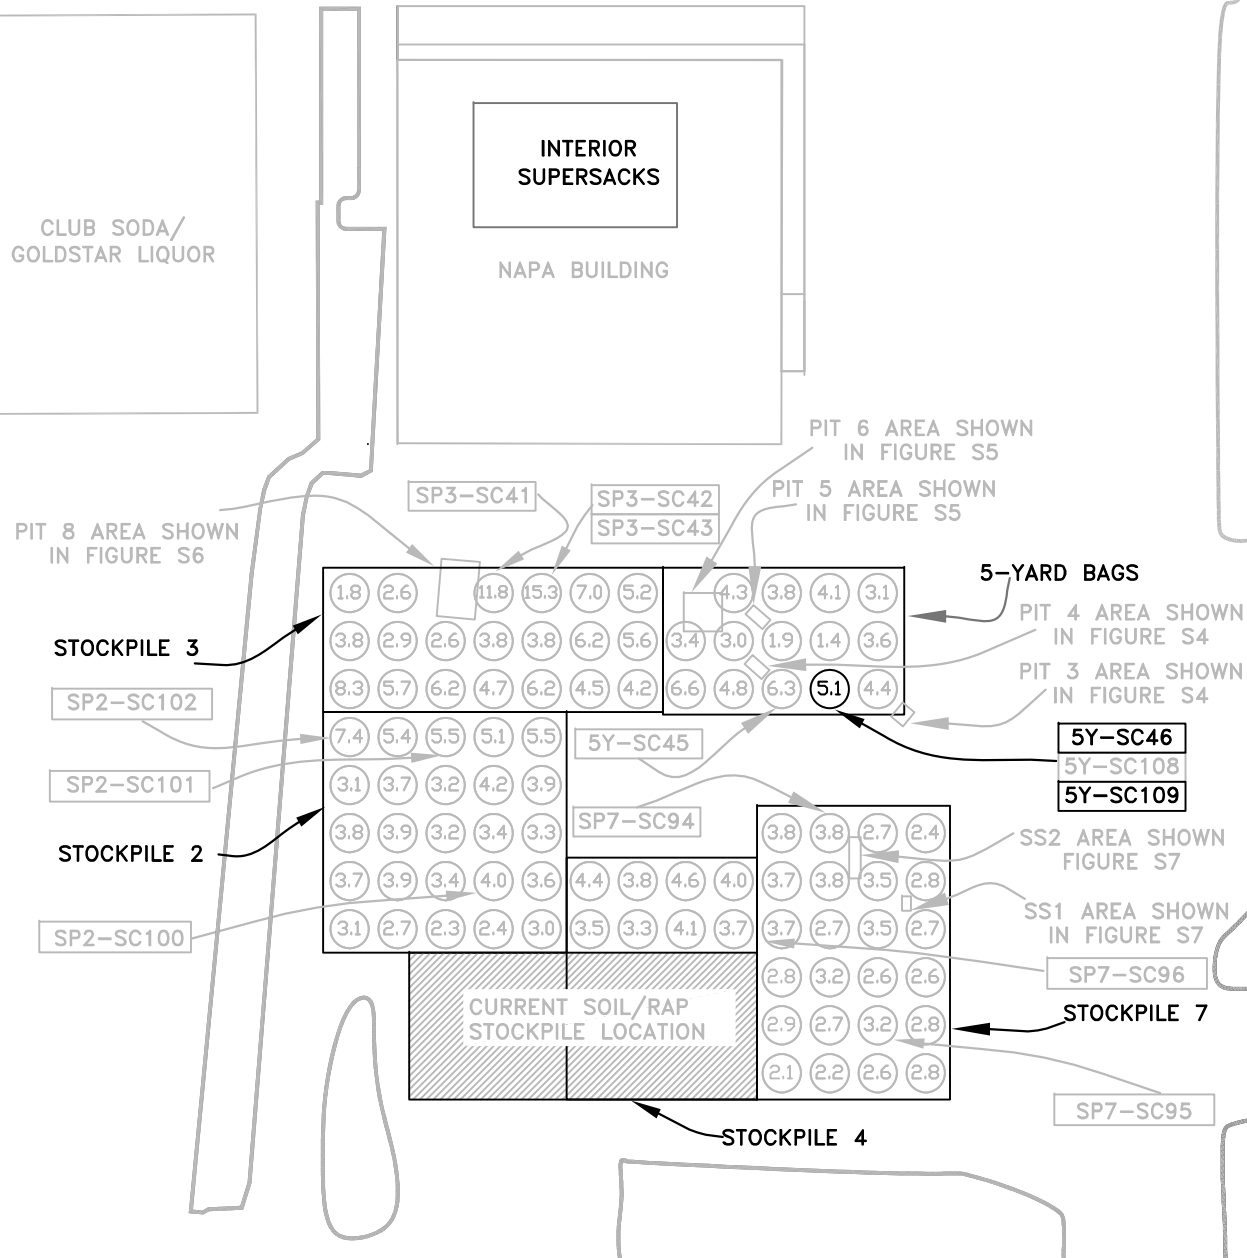 INTERIOR
SUPERSACKS
CLUB SODA/
GOLDSTAR LIQUOR
NAPA BUILDING
PIT 6 AREA SHOWN
IN FIGURE S5
PIT 5 AREA SHOWN
IN FIGURE S5
SP3-SC41
SP3-SC42
SP3-SC43
PIT 8 AREA SHOWN
IN FIGURE S6
5-YARD BAGS
1.8 2.6 11.8 15.3 7.0 5.2 4.3 3.8 4.1 3.1
PIT 4 AREA SHOWN
IN FIGURE S4
STOCKPILE 3
3.8 2.9 2.6 3.8 3.8 6.2 5.6 3.4 3.0 1.9 1.4 3.6
PIT 3 AREA SHOWN
IN FIGURE S4
8.3 5.7 6.2 4.7 6.2 4.5 4.2 6.6 4.8 6.3 5.1 4.4
SP2-SC102
7.4 5.4 5.5 5.1 5.5
5Y-SC45
5Y-SC46
5Y-SC108
5Y-SC109
SP2-SC101
3.1 3.7 3.2 4.2 3.9
SP7-SC94
3.8 3.9 3.2 3.4 3.3
3.8 3.8 2.7 2.4
STOCKPILE 2
SS2 AREA SHOWN
FIGURE S7
3.7 3.9 3.4 4.0 3.6 4.4 3.8 4.6 4.0 3.7 3.8 3.5 2.8
SS1 AREA SHOWN
IN FIGURE S7
SP2-SC100
3.1 2.7 2.3 2.4 3.0 3.5 3.3 4.1 3.7 3.7 2.7 3.5 2.7
SP7-SC96
2.8 3.2 2.6 2.6
CURRENT SOIL/RAP
STOCKPILE LOCATION
STOCKPILE 7
2.9 2.7 3.2 2.8
2.1 2.2 2.6 2.8
SP7-SC95
STOCKPILE 4